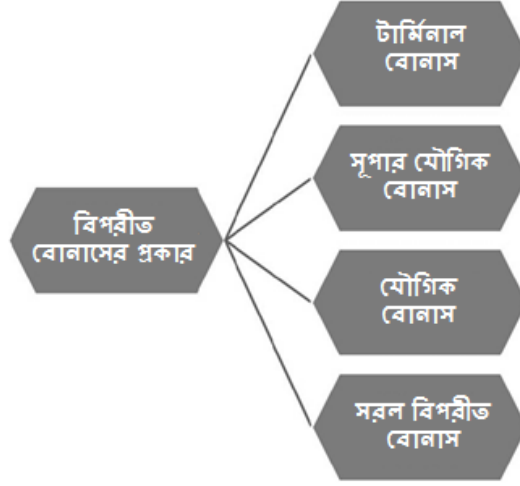 টার্মিনাল
বোনাস
সূপার যৌগিক
বোনাস
বিপরীত
বোনাসের প্রকার
যৌগিক
বোনাস
সরল বিপরীত
বোনাস